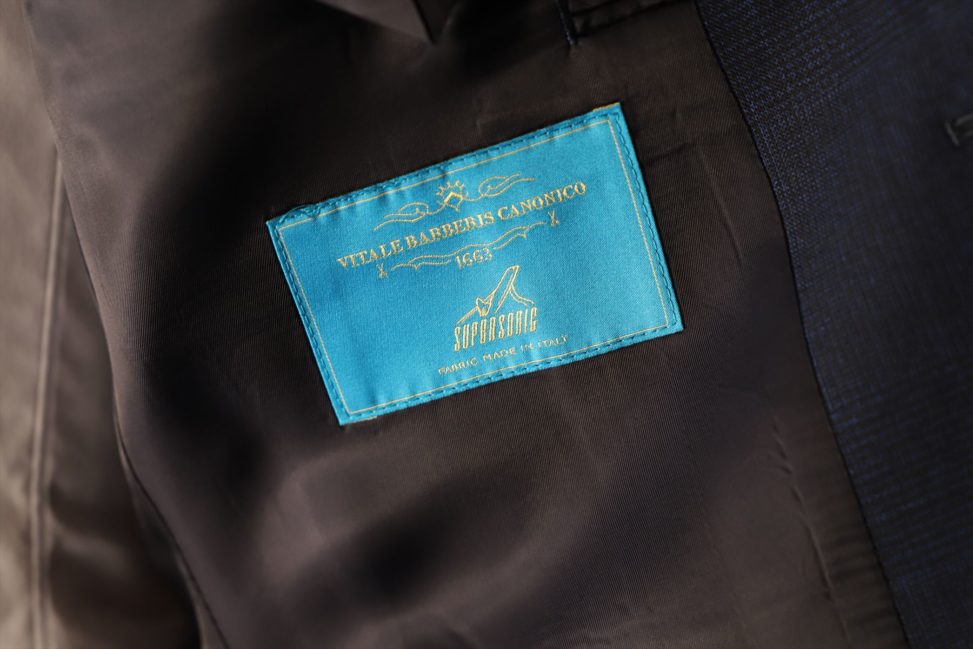 VITALE BARBERIS CANONICO
1663
SUPERSONIC
FABRIC MADE IN ITALY